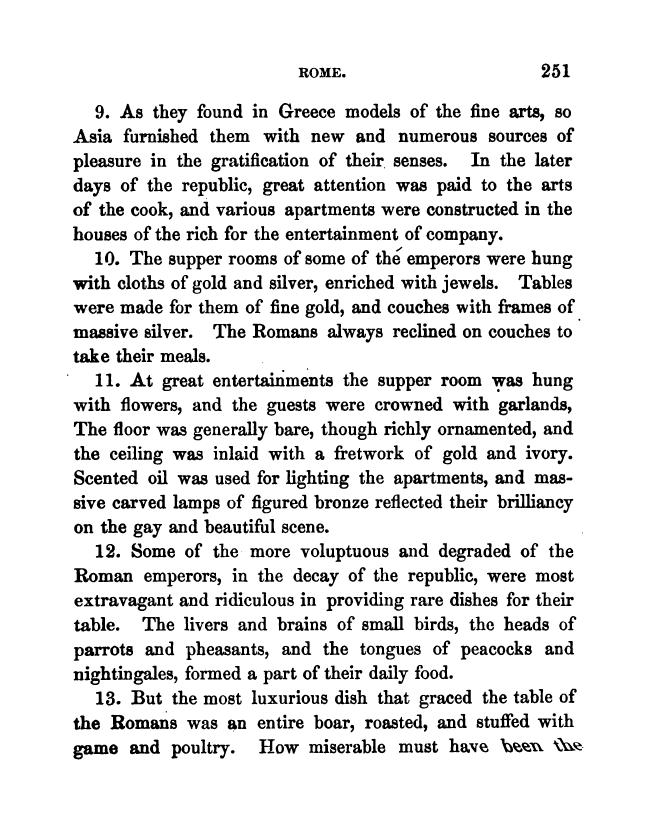 ROME. 251
9. As they found in Greece models of the fine arts, so
Asia furnished them with new and numerous sources of
pleasure in the gratification of their senses. In the later
days of the republic, great attention was paid to the arts
of the cook, and various apartments were constructed in the
houses of the rich for the entertainment of company.
10. The supper rooms of some of the emperors were hung
with cloths of gold and silver, enriched with jewels. Tables
were made for them of fine gold, and couches with frames of
massive silver. The Romans always reclined on couches to
take their meals.
11. At great entertainments the supper room was hung
with flowers, and the guests were crowned with garlands,
The floor was generally bare, though richly ornamented, and
the ceiling was inlaid with a fretwork of gold and ivory.
Scented oil was used for lighting the apartments, and mas-
sive carved lamps of figured bronze reflected their brilliancy
on the gay and beautiful scene.
12. Some of the more voluptuous and degraded of the
Roman emperors, in the decay of the republic, were most
extravagant and ridiculous in providing rare dishes for their
table. The livers and brains of small birds, the heads of
parrots and pheasants, and the tongues of peacocks and
nightingales, formed a part of their daily food.
13. But the most luxurious dish that graced the table of
the Romans was an entire boar, roasted, and stuffed with
game and poultry. How miserable must have been the